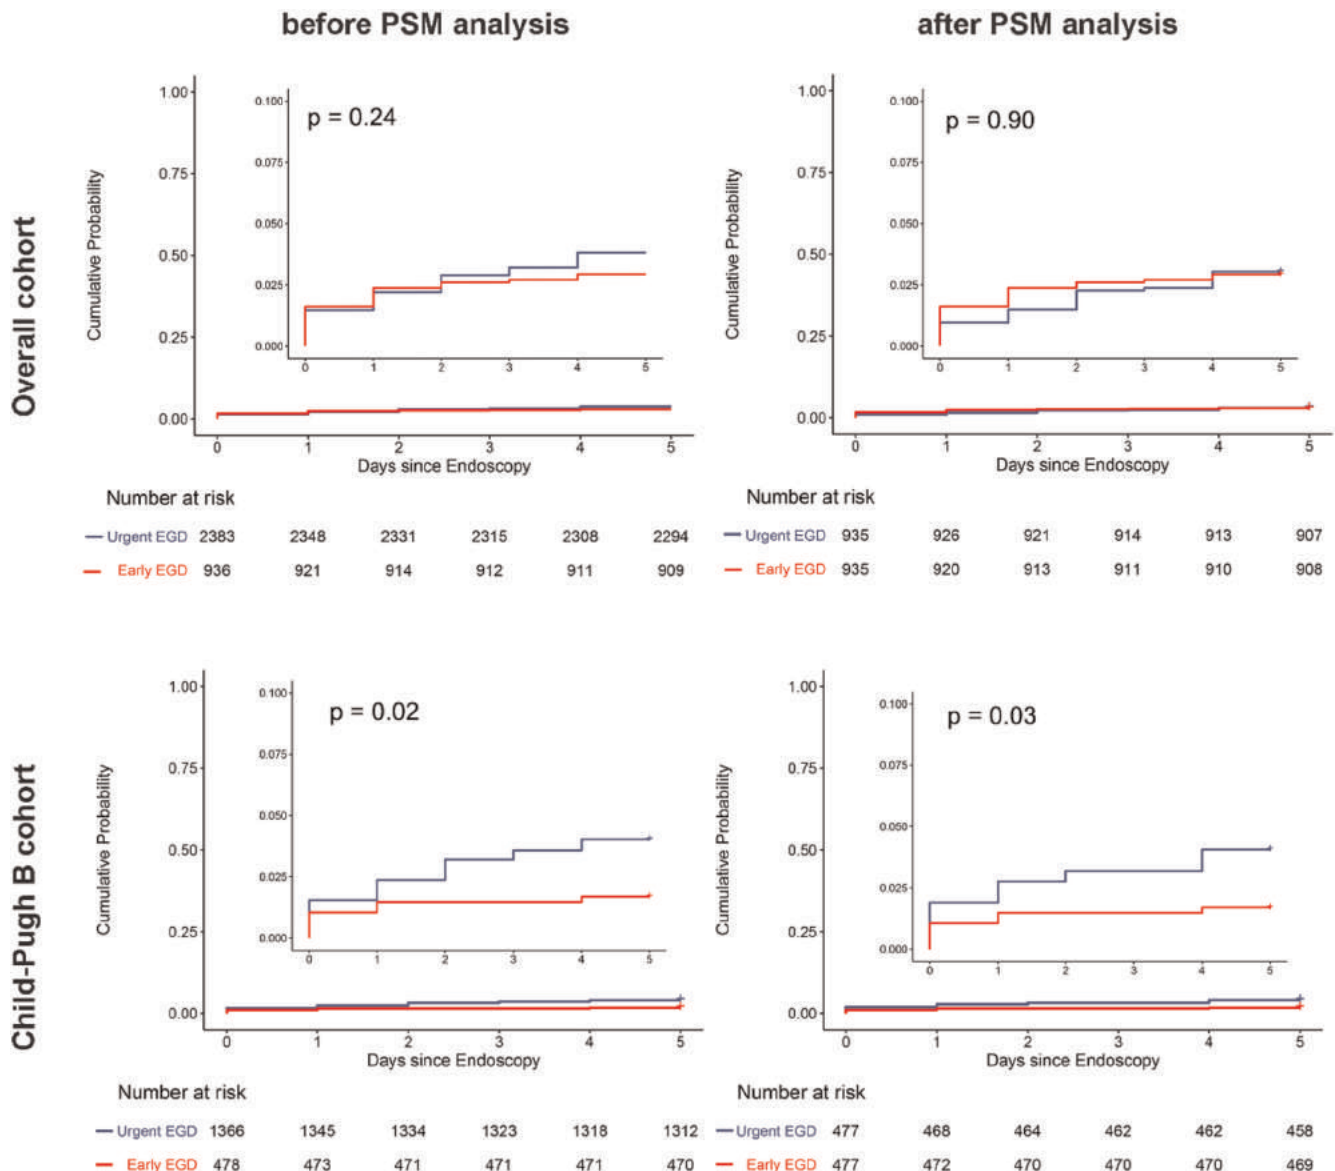 before PSM analysis
after PSM analysis
Overall cohort
Cumulative Probability
1.00
0.75
0.50
0.25
0.00
p = 0.24
0.100
0.075
0.050
0.025
0.000
0 1 2 3 4 5
0 1 2 3 4 5
Days since Endoscopy
Number at risk
Urgent EGD 2383 2348 2331 2315 2308 2294
Early EGD 936 921 914 912 911 909
Cumulative Probability
1.00
0.75
0.50
0.25
0.00
p = 0.90
0.100
0.075
0.050
0.025
0.000
0 1 2 3 4 5
0 1 2 3 4 5
Days since Endoscopy
Number at risk
Urgent EGD 935 926 921 914 913 907
Early EGD 935 920 913 911 910 908
Child-Pugh B cohort
Cumulative Probability
1.00
0.75
0.50
0.25
0.00
p = 0.02
0.100
0.075
0.050
0.025
0.000
0 1 2 3 4 5
0 1 2 3 4 5
Days since Endoscopy
Number at risk
Urgent EGD 1366 1345 1334 1323 1318 1312
Early EGD 478 473 471 471 471 470
Cumulative Probability
1.00
0.75
0.50
0.25
0.00
p = 0.03
0.100
0.075
0.050
0.025
0.000
0 1 2 3 4 5
0 1 2 3 4 5
Days since Endoscopy
Number at risk
Urgent EGD 477 468 464 462 462 458
Early EGD 477 472 470 470 470 469